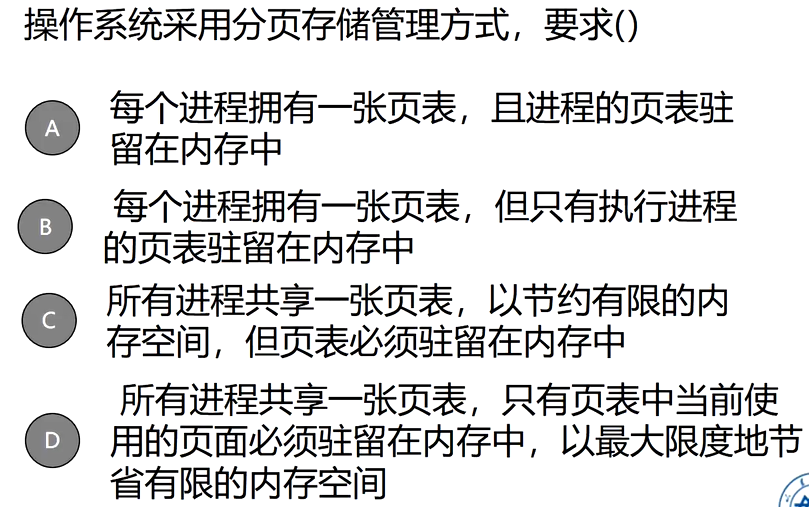 操作系统采用分页存储管理方式，要求()
A
每个进程拥有一张页表，且进程的页表驻
留在内存中
B
每个进程拥有一张页表，但只有执行进程
的页表驻留在内存中
C
所有进程共享一张页表，以节约有限的内
存空间，但页表必须驻留在内存中
D
所有进程共享一张页表，只有页表中当前使
用的页面必须驻留在内存中，以最大限度地节
省有限的内存空间